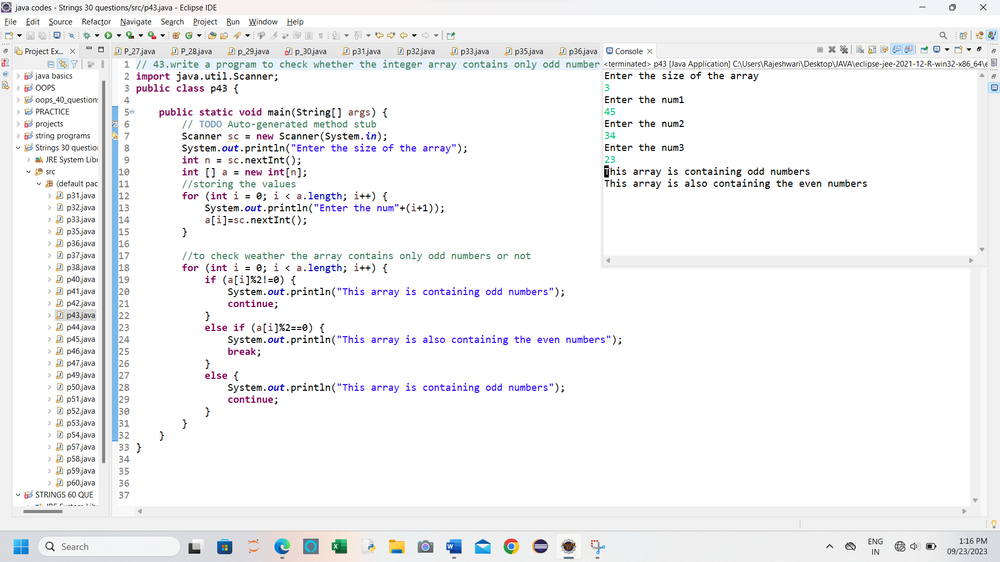 java codes - Strings 30 questions/src/p43.java - Eclipse IDE
File Edit Source Refactor Navigate Search Project Run Window Help
Project Ex...
java basics
OOPS
oops_40_question
PRACTICE
projects
string programs
Strings 30 question
JRE System Libr
src
(default pac
p31.java
p32.java
p33.java
p35.java
p36.java
p37.java
p38.java
p40.java
p41.java
p42.java
p43.java
p44.java
p45.java
p46.java
p47.java
p49.java
p50.java
p51.java
p52.java
p53.java
p54.java
p57.java
p58.java
p59.java
p60.java
STRINGS 60 QUE
P_27.java P_28.java p_29.java p_30.java p31.java p32.java p33.java p35.java p36.java
1 // 43.write a program to check whether the integer array contains only odd number
2 import java.util.Scanner;
3 public class p43 {
4
5 public static void main(String[] args) {
6 // TODO Auto-generated method stub
7 Scanner sc = new Scanner(System.in);
8 System.out.println("Enter the size of the array");
9 int n = sc.nextInt();
10 int [] a = new int[n];
11 //storing the values
12 for (int i = 0; i < a.length; i++) {
13 System.out.println("Enter the num"+(i+1));
14 a[i]=sc.nextInt();
15 }
16
17 //to check weather the array contains only odd numbers or not
18 for (int i = 0; i < a.length; i++) {
19 if (a[i]%2!=0) {
20 System.out.println("This array is containing odd numbers");
21 continue;
22 }
23 else if (a[i]%2==0) {
24 System.out.println("This array is also containing the even numbers");
25 break;
26 }
27 else {
28 System.out.println("This array is containing odd numbers");
29 continue;
30 }
31 }
32 }
33 }
34
35
36
37
Console
<terminated> p43 [Java Application] C:\Users\Rajeshwari\Desktop\JAVA\eclipse-jee-2021-12-R-win32-x86_64\e
Enter the size of the array
3
Enter the num1
45
Enter the num2
34
Enter the num3
23
This array is containing odd numbers
This array is also containing the even numbers
Search
ENG
IN
1:16 PM
09/23/2023